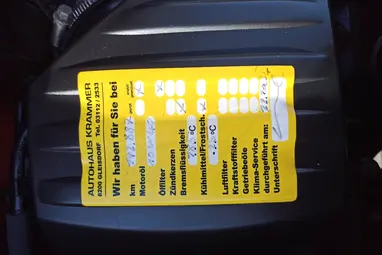 AUTOHAUS KRAMMER
8200 GLEISDORF Tel. 03112 / 2533
Wir haben für Sie bei
km
Motoröl
Ölfilter
Zündkerzen
Bremsflüssigkeit °C
Kühlmittel/Frostsch. °C
Luftfilter
Kraftstofffilter
Getriebeöle
Klima-Service
durchgeführt am:
Unterschrift